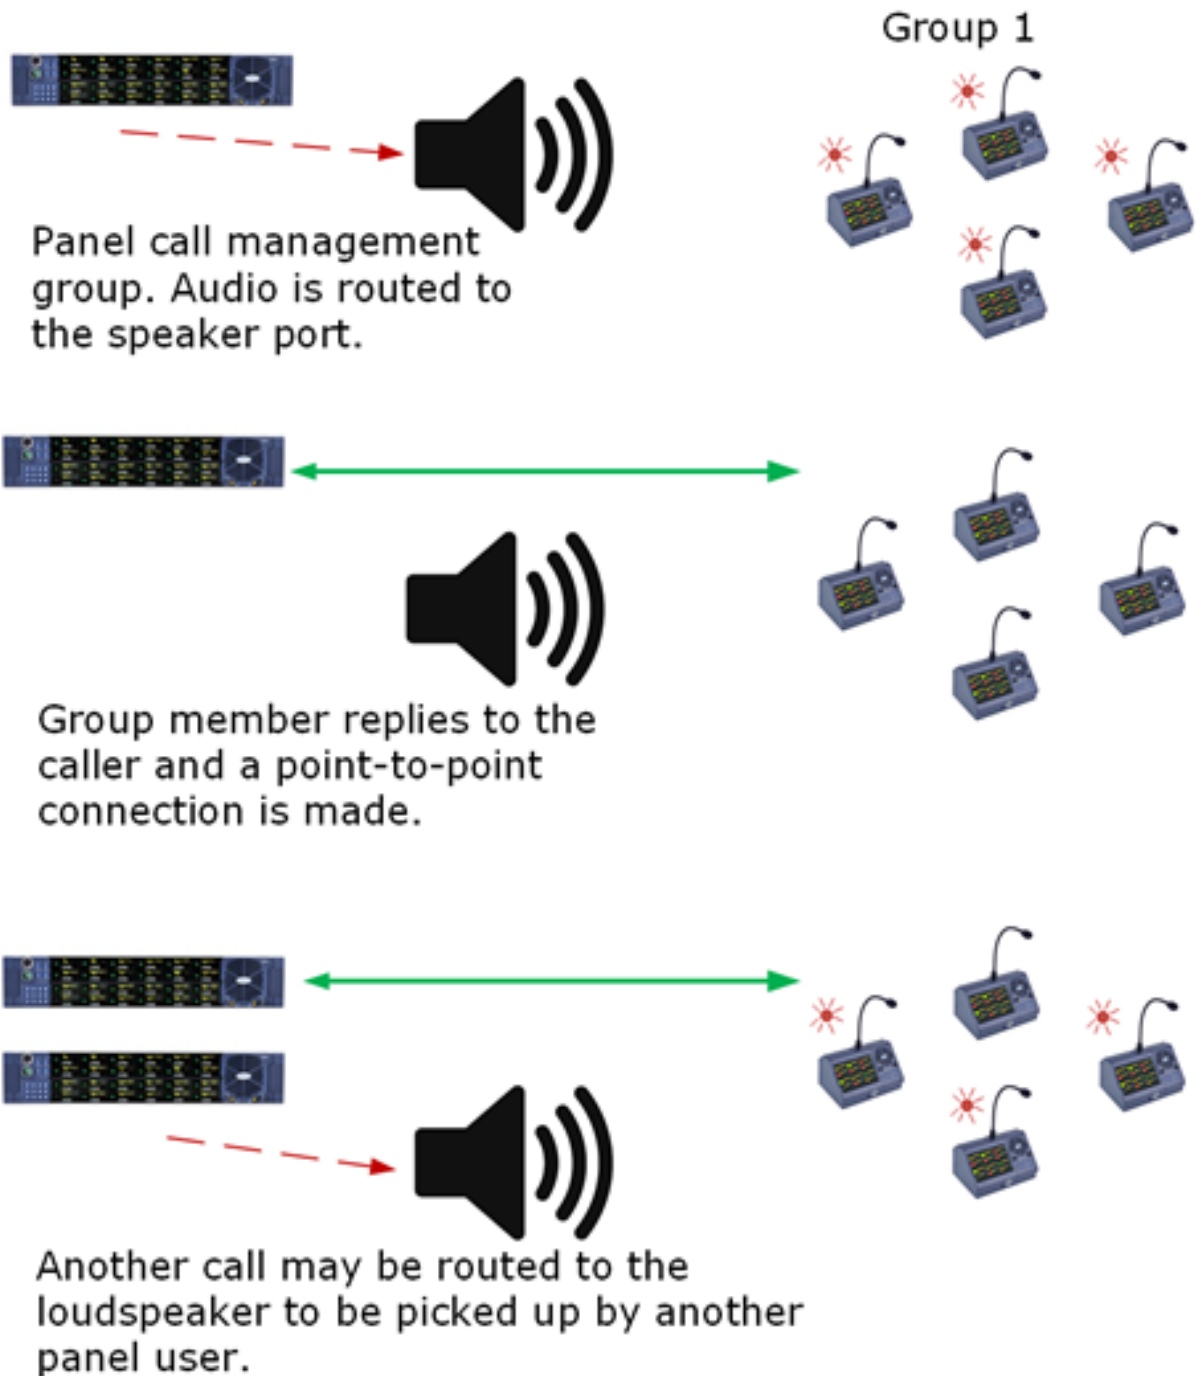 Group 1
Panel call management
group. Audio is routed to
the speaker port.
Group member replies to the
caller and a point-to-point
connection is made.
Another call may be routed to the
loudspeaker to be picked up by another
panel user.